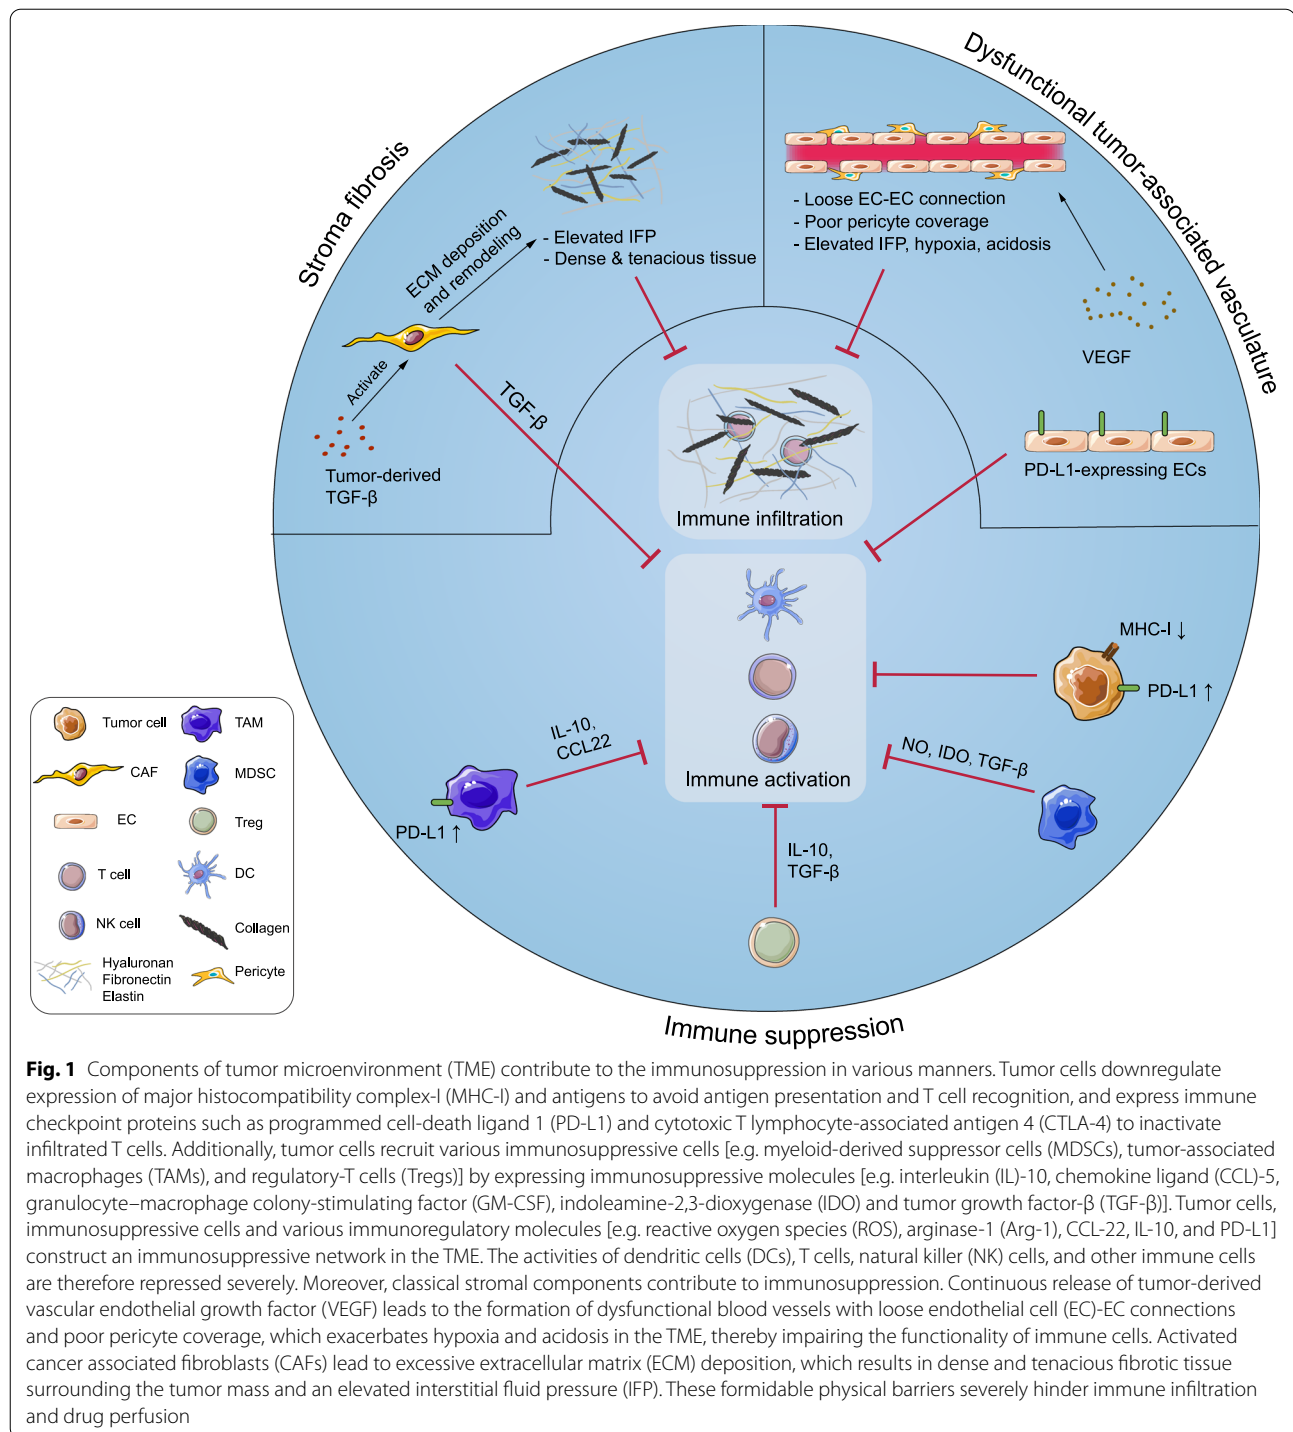 Stroma fibrosis
Dysfunctional tumor-associated vasculature
- Elevated IFP
- Dense & tenacious tissue
ECM deposition
and remodeling
Activate
Tumor-derived
TGF-β
TGF-β
- Loose EC-EC connection
- Poor pericyte coverage
- Elevated IFP, hypoxia, acidosis
VEGF
PD-L1-expressing ECs
Immune infiltration
Immune activation
MHC-I ↓
PD-L1 ↑
NO, IDO, TGF-β
IL-10,
CCL22
PD-L1 ↑
IL-10,
TGF-β
Immune suppression
Tumor cell
TAM
CAF
MDSC
EC
Treg
T cell
DC
NK cell
Collagen
Hyaluronan
Fibronectin
Elastin
Pericyte
Fig. 1 Components of tumor microenvironment (TME) contribute to the immunosuppression in various manners. Tumor cells downregulate
expression of major histocompatibility complex-I (MHC-I) and antigens to avoid antigen presentation and T cell recognition, and express immune
checkpoint proteins such as programmed cell-death ligand 1 (PD-L1) and cytotoxic T lymphocyte-associated antigen 4 (CTLA-4) to inactivate
infiltrated T cells. Additionally, tumor cells recruit various immunosuppressive cells [e.g. myeloid-derived suppressor cells (MDSCs), tumor-associated
macrophages (TAMs), and regulatory-T cells (Tregs)] by expressing immunosuppressive molecules [e.g. interleukin (IL)-10, chemokine ligand (CCL)-5,
granulocyte–macrophage colony-stimulating factor (GM-CSF), indoleamine-2,3-dioxygenase (IDO) and tumor growth factor-β (TGF-β)]. Tumor cells,
immunosuppressive cells and various immunoregulatory molecules [e.g. reactive oxygen species (ROS), arginase-1 (Arg-1), CCL-22, IL-10, and PD-L1]
construct an immunosuppressive network in the TME. The activities of dendritic cells (DCs), T cells, natural killer (NK) cells, and other immune cells
are therefore repressed severely. Moreover, classical stromal components contribute to immunosuppression. Continuous release of tumor-derived
vascular endothelial growth factor (VEGF) leads to the formation of dysfunctional blood vessels with loose endothelial cell (EC)-EC connections
and poor pericyte coverage, which exacerbates hypoxia and acidosis in the TME, thereby impairing the functionality of immune cells. Activated
cancer associated fibroblasts (CAFs) lead to excessive extracellular matrix (ECM) deposition, which results in dense and tenacious fibrotic tissue
surrounding the tumor mass and an elevated interstitial fluid pressure (IFP). These formidable physical barriers severely hinder immune infiltration
and drug perfusion